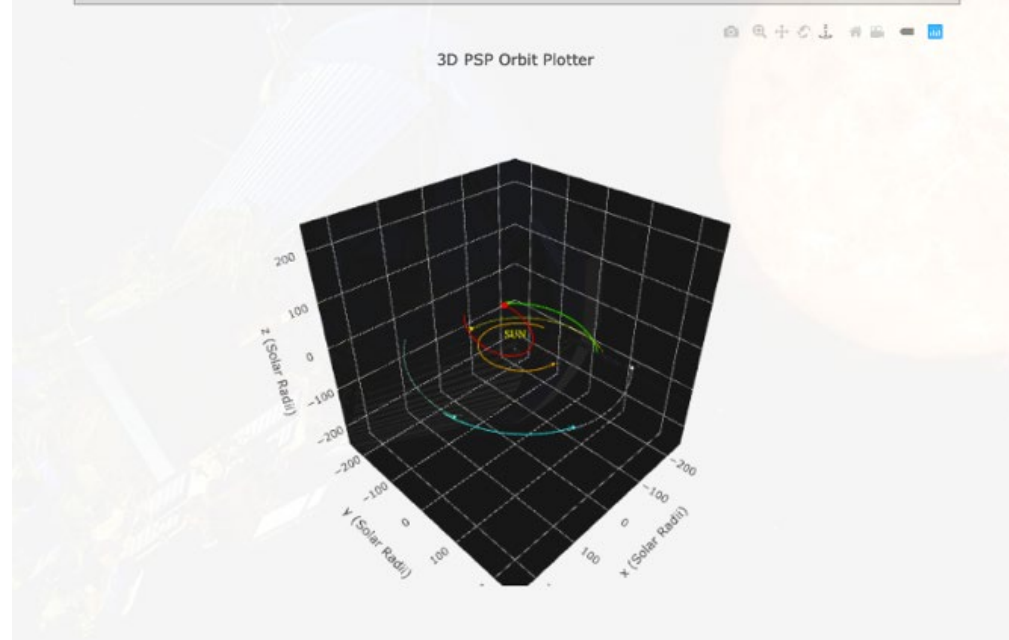 3D PSP Orbit Plotter
200
100
0
−100
−200
z (Solar Radii)
SUN
−200
−100
0
100
y (Solar Radii)
−200
−100
0
100
x (Solar Radii)